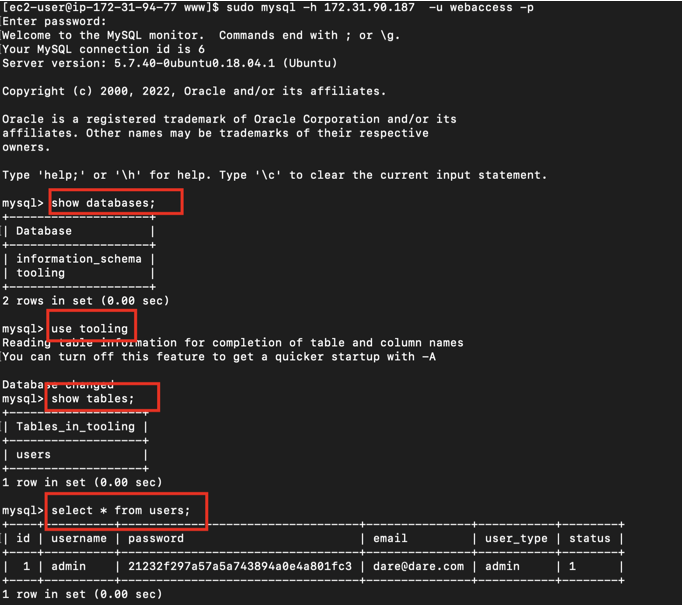 [ec2-user@ip-172-31-94-77 www]$ sudo mysql -h 172.31.90.187  -u webaccess -p
Enter password:
Welcome to the MySQL monitor.  Commands end with ; or \g.
Your MySQL connection id is 6
Server version: 5.7.40-0ubuntu0.18.04.1 (Ubuntu)
Copyright (c) 2000, 2022, Oracle and/or its affiliates.
Oracle is a registered trademark of Oracle Corporation and/or its
affiliates. Other names may be trademarks of their respective
owners.
Type 'help;' or '\h' for help. Type '\c' to clear the current input statement.
mysql> show databases;
+--------------------+
| Database           |
+--------------------+
| information_schema |
| tooling            |
+--------------------+
2 rows in set (0.00 sec)
mysql> use tooling
Reading table information for completion of table and column names
You can turn off this feature to get a quicker startup with -A
Database changed
mysql> show tables;
+-------------------+
| Tables_in_tooling |
+-------------------+
| users             |
+-------------------+
1 row in set (0.00 sec)
mysql> select * from users;
+----+----------+----------------------------------+---------------+-----------+--------+
| id | username | password                         | email         | user_type | status |
+----+----------+----------------------------------+---------------+-----------+--------+
|  1 | admin    | 21232f297a57a5a743894a0e4a801fc3 | dare@dare.com | admin     | 1      |
+----+----------+----------------------------------+---------------+-----------+--------+
1 row in set (0.00 sec)